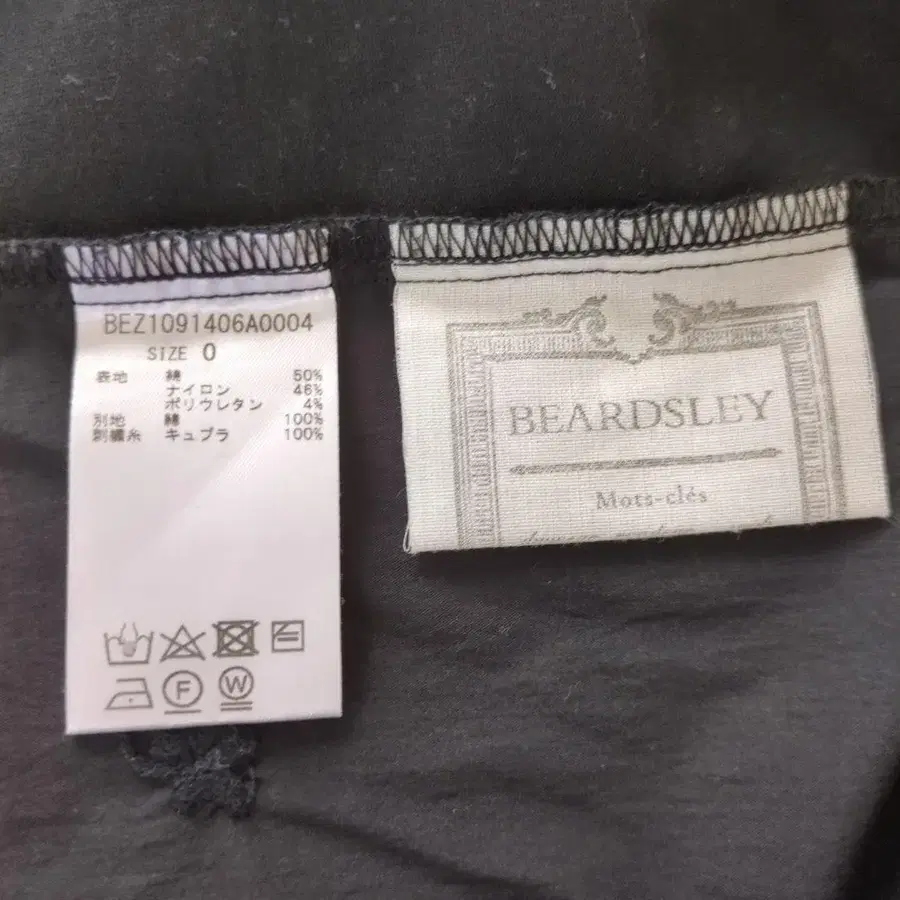 BEZ1091406A0004
SIZE 0
表地 綿 50%
ナイロン 46%
ポリウレタン 4%
別地 綿 100%
刺繍糸 キュプラ 100%
F
W
BEARDSLEY
Mots-clés